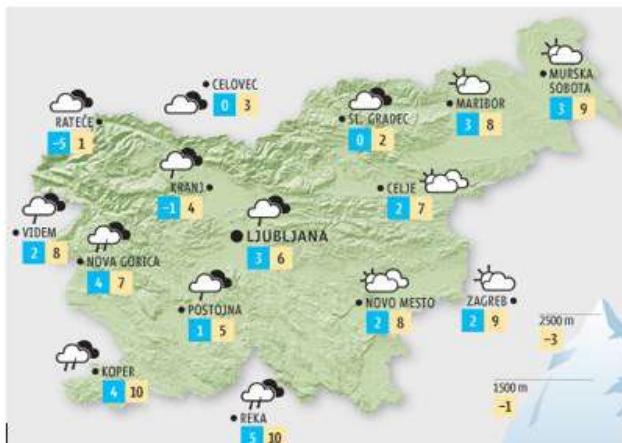 CELOVEC
0 3
MURSKA
SOBOTA
3 9
MARIBOR
3 8
RATEČE
-5 1
SL. GRADEC
0 2
KRANJ
-1 4
CELJE
2 7
VIDEM
2 8
LJUBLJANA
3 6
NOVA GORICA
4 7
POSTOJNA
1 5
NOVO MESTO
2 8
ZAGREB
2 9
2500 m
-3
KOPER
4 10
1500 m
-1
REKA
5 10